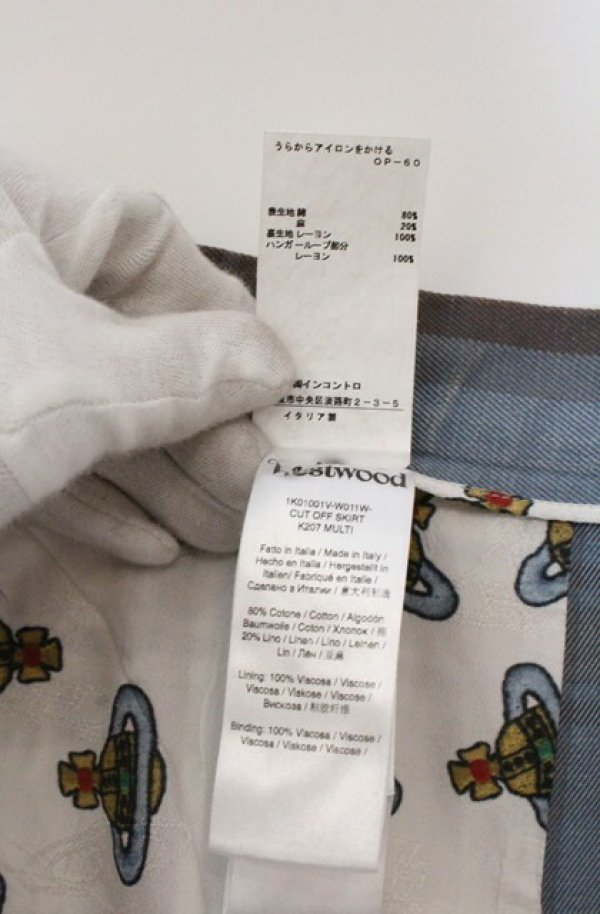 うらからアイロンをかける
OP-60
表生地 綿 80%
麻 20%
裏生地 レーヨン 100%
ハンガーループ部分
レーヨン 100%
インコントロ
市中央区淡路町2-3-5
イタリア製
Westwood
1K01001V-W011W-
CUT OFF SKIRT
K207 MULTI
Fatto in Italia / Made in Italy /
Hecho en Italia / Hergestellt in
Italien/ Fabriqué en Italie /
Сделано в Италии / 意大利制造
80% Cotone / Cotton / Algodón
Baumwolle / Coton / Хлопок / 棉
20% Lino / Linen / Lino / Leinen /
Lin / Лён / 亚麻
Lining: 100% Viscosa / Viscose /
Viscosa / Viskose / Viscose /
Вискоза / 粘胶纤维
Binding: 100% Viscosa / Viscose /
Viscosa / Viskose / Viscose /